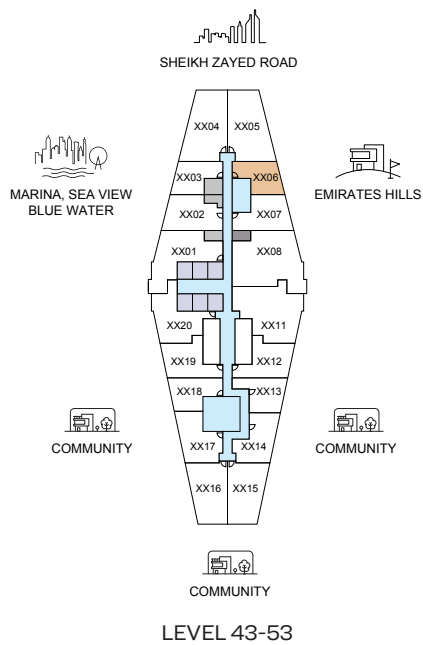 SHEIKH ZAYED ROAD
XX04 XX05
XX03 XX06
MARINA, SEA VIEW
BLUE WATER
EMIRATES HILLS
XX02 XX07
XX01 XX08
XX20 XX11
XX19 XX12
XX18 XX13
COMMUNITY
COMMUNITY
XX17 XX14
XX16 XX15
COMMUNITY
LEVEL 43-53